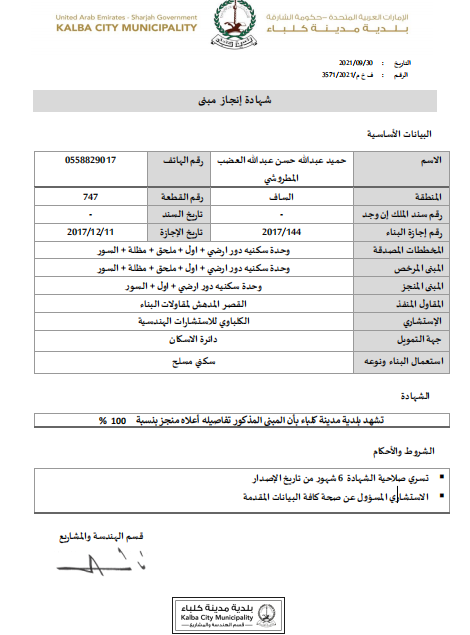 United Arab Emirates - Sharjah Government
KALBA CITY MUNICIPALITY
الإمارات العربية المتحدة - حكومة الشارقة
بلدية مدينة كلباء
بلدية كلباء
التاريخ : 2021/09/30
الرقم : ف خ م/3571/2021
شهادة إنجاز مبنى
البيانات الأساسية
الاسم حميد عبدالله حسن عبدالله العضب المطروشي رقم الهاتف 0558829017
المنطقة الساف رقم القطعة 747
رقم سند الملك إن وجد - تاريخ السند -
رقم إجازة البناء 2017/144 تاريخ الإجازة 2017/12/11
المخططات المصدقة وحدة سكنيه دور ارضي + اول + ملحق + مظلة + السور
المبنى المرخص وحدة سكنيه دور ارضي + اول + ملحق + مظلة + السور
المبنى المنجز وحدة سكنيه دور ارضي + اول + السور
المقاول المنفذ القصر المدهش لمقاولات البناء
الإستشاري الكلباوي للاستشارات الهندسية
جهة التمويل دائرة الاسكان
استعمال البناء ونوعه سكني مسلح
الشهادة
تشهد بلدية مدينة كلباء بأن المبنى المذكور تفاصيله أعلاه منجز بنسبة 100 %
الشروط والأحكام
▪ تسري صلاحية الشهادة 6 شهور من تاريخ الإصدار
▪ الاستشاري المسؤول عن صحة كافة البيانات المقدمة
قسم الهندسة والمشاريع
بلدية مدينة كلباء
Kalba City Municipality
قسم الهندسة والمشاريع